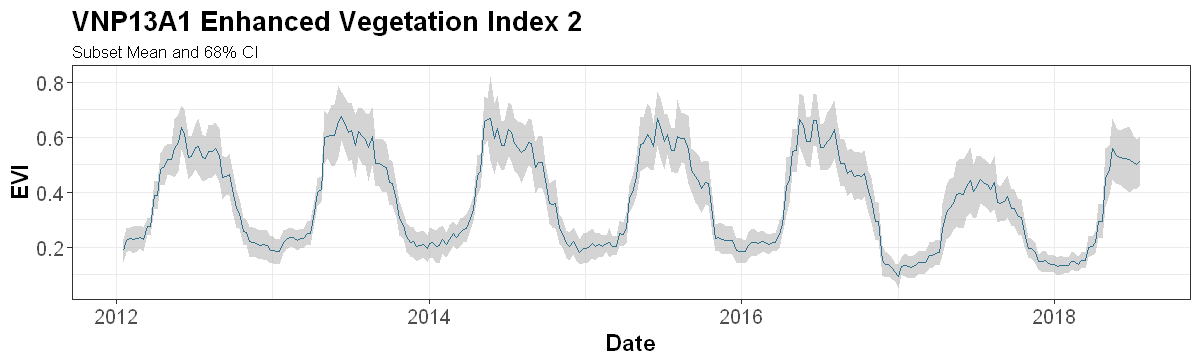 VNP13A1 Enhanced Vegetation Index 2
Subset Mean and 68% CI
0.8
0.6
0.4
0.2
EVI
2012 2014 2016 2018
Date